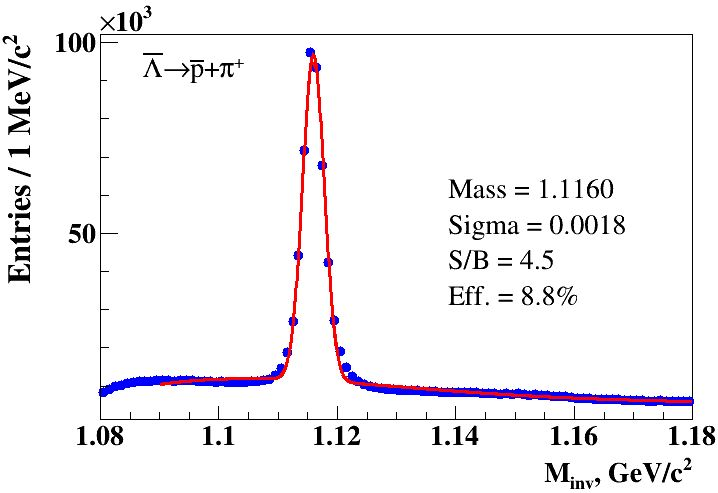 ×10³
100
50
Entries / 1 MeV/c²
Λ̅→p̅+π⁺
Mass = 1.1160
Sigma = 0.0018
S/B = 4.5
Eff. = 8.8%
1.08 1.1 1.12 1.14 1.16 1.18
M_inv, GeV/c²